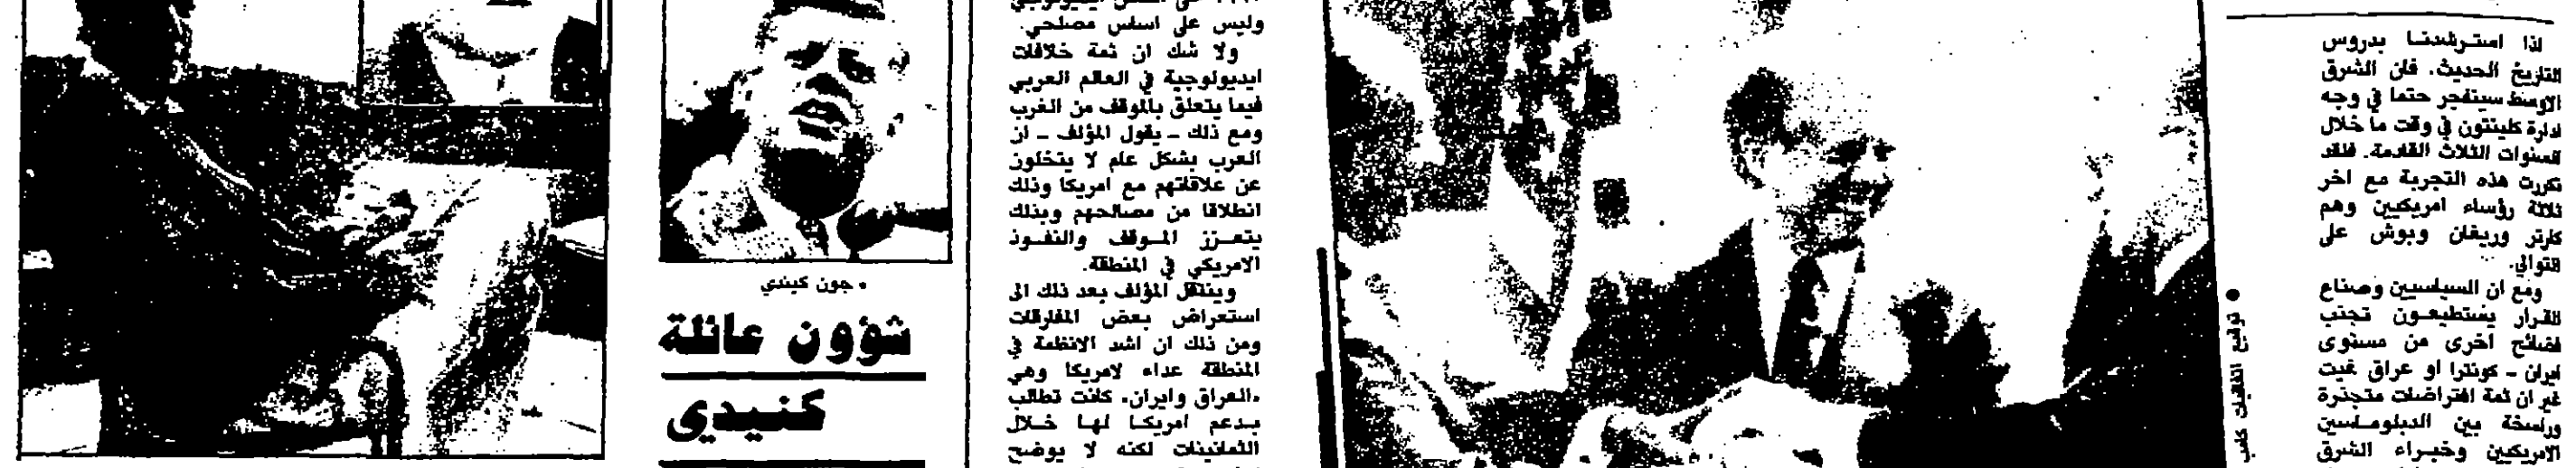 اذا استرشدنا بدروس
التاريخ الحديث، فان الشرق
الاوسط سينفجر حتما في وجه
ادارة كلينتون في وقت ما خلال
السنوات الثلاث القادمة. فلقد
تكررت هذه التجربة مع اخر
ثلاثة رؤساء امريكيين وهم
كارتر وريغان وبوش على
التوالي.
ومع ان السياسيين وصناع
القرار يستطيعون تجنب
فضائح اخرى من مستوى
ايران - كونترا او عراق غيت
غير ان ثمة افتراضات متجذرة
وراسخة بين الدبلوماسيين
الامريكيين وخبراء الشرق
● توقيع اتفاقيات كامب
وليس على اساس مصلحي.
ولا شك ان ثمة خلافات
ايديولوجية في العالم العربي
فيما يتعلق بالموقف من الغرب
ومع ذلك - يقول المؤلف - ان
العرب بشكل عام لا يتخلون
عن علاقاتهم مع امريكا وذلك
انطلاقا من مصالحهم وبذلك
يتعزز الموقف والنفوذ
الامريكي في المنطقة.
وينتقل المؤلف بعد ذلك الى
استعراض بعض المفارقات
ومن ذلك ان اشد الانظمة في
المنطقة عداء لامريكا وهي
«العراق وايران» كانت تطالب
بدعم امريكا لها خلال
الثمانينات لكنه لا يوضح
• جون كيندي
شؤون عائلة
كنيدي